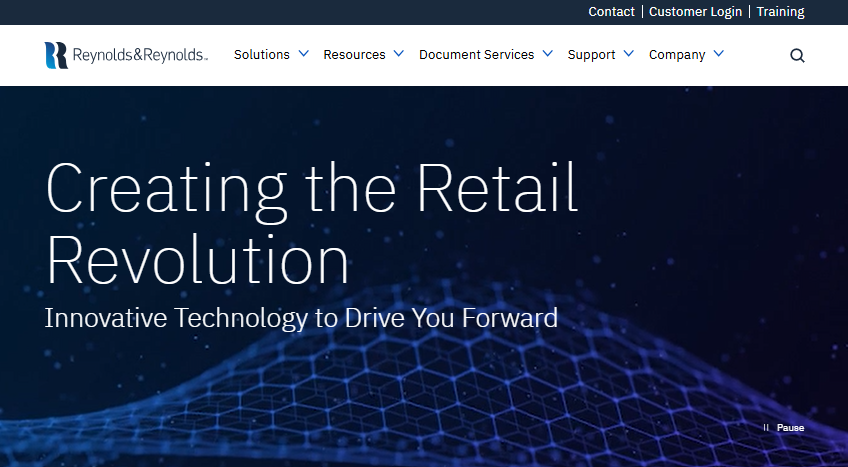 Contact | Customer Login | Training
Reynolds&Reynolds Solutions Resources Document Services Support Company
Creating the Retail
Revolution
Innovative Technology to Drive You Forward
Pause